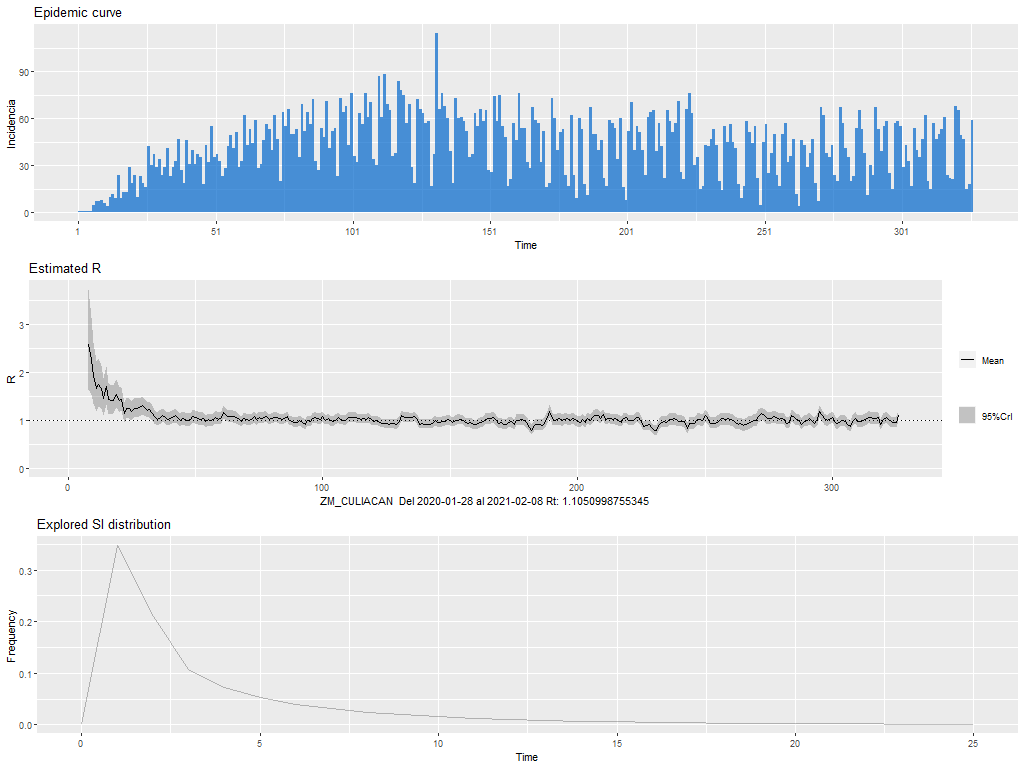 Epidemic curve
Incidencia
90
60
30
0
1 51 101 151 201 251 301
Time
Estimated R
R
3
2
1
0
0 100 200 300
ZM_CULIACAN Del 2020-01-28 al 2021-02-08 Rt: 1.1050998755345
Mean
95%CrI
Explored SI distribution
Frequency
0.3
0.2
0.1
0.0
0 5 10 15 20 25
Time